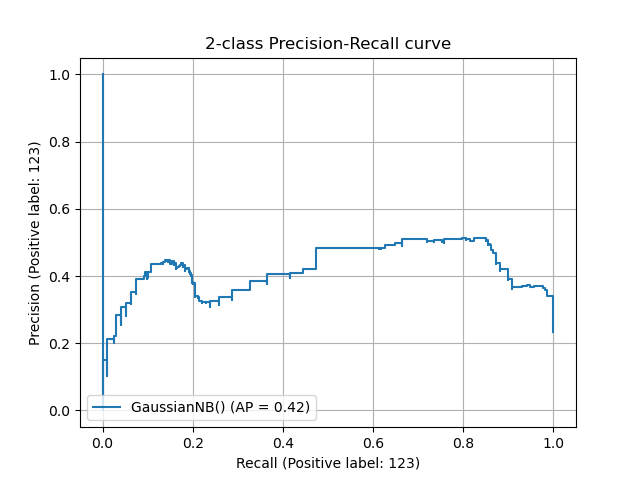 2-class Precision-Recall curve
Precision (Positive label: 123)
1.0
0.8
0.6
0.4
0.2
0.0
GaussianNB() (AP = 0.42)
0.0 0.2 0.4 0.6 0.8 1.0
Recall (Positive label: 123)